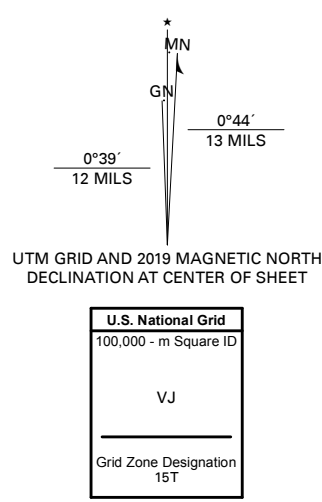 ★
MN
GN
0°44´
13 MILS
0°39´
12 MILS
UTM GRID AND 2019 MAGNETIC NORTH
DECLINATION AT CENTER OF SHEET
U.S. National Grid
100,000 - m Square ID
VJ
Grid Zone Designation
15T